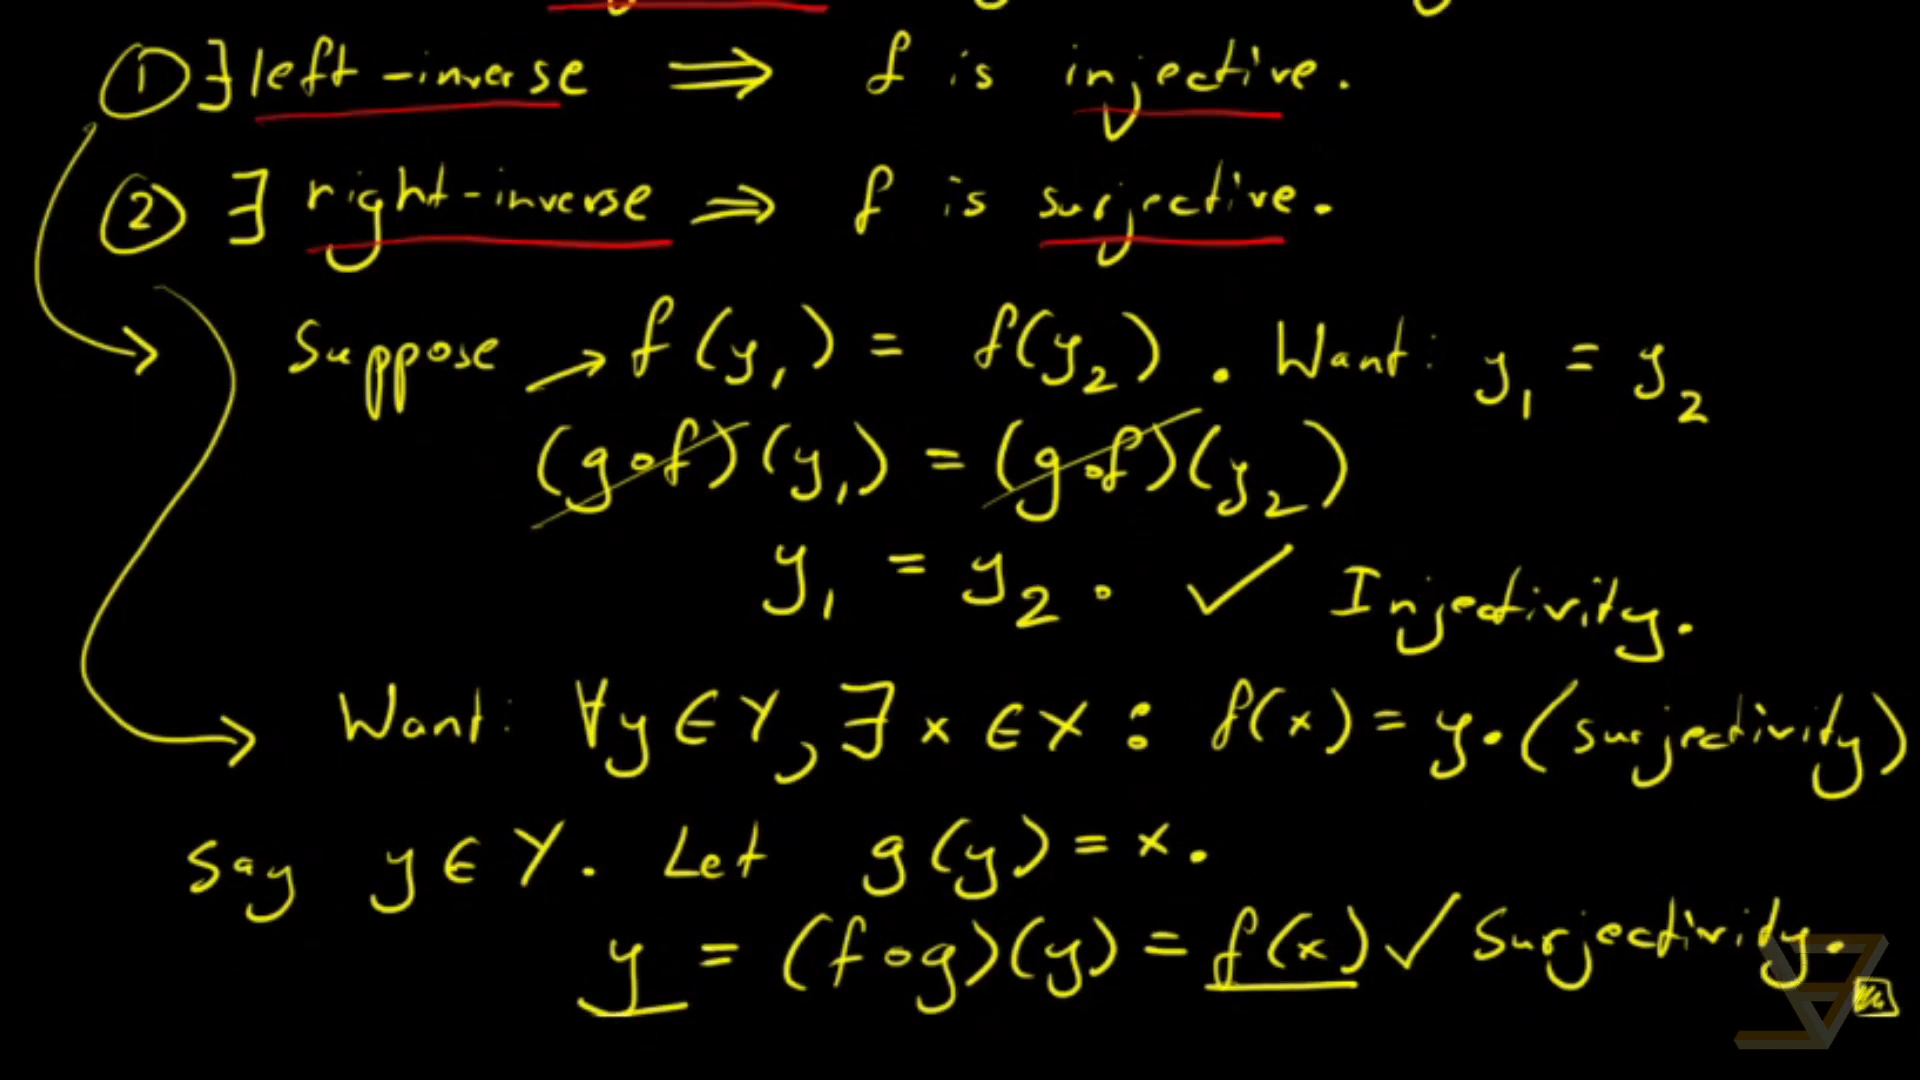 ① ∃ left-inverse ⇒ f is injective.
② ∃ right-inverse ⇒ f is surjective.
Suppose → f(y₁) = f(y₂). Want: y₁ = y₂
(g∘f)(y₁) = (g∘f)(y₂)
y₁ = y₂. ✓ Injectivity.
Want: ∀y∈Y, ∃ x ∈ X : f(x) = y. (surjectivity)
Say y∈Y. Let g(y) = x.
y = (f∘g)(y) = f(x) ✓ Surjectivity.